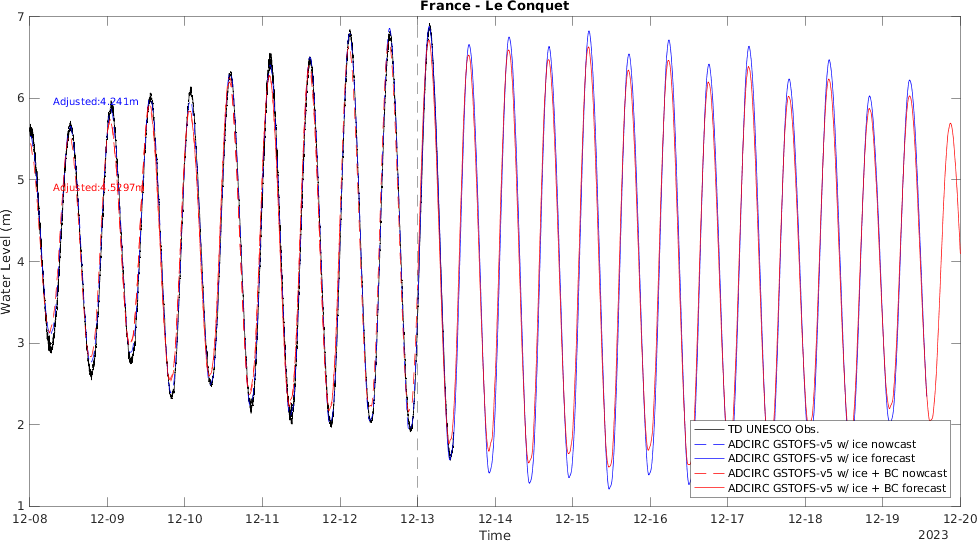 France - Le Conquet
Water Level (m)
7
6
5
4
3
2
1
Adjusted:4.241m
Adjusted:4.5297m
TD UNESCO Obs.
ADCIRC GSTOFS-v5 w/ ice nowcast
ADCIRC GSTOFS-v5 w/ ice forecast
ADCIRC GSTOFS-v5 w/ ice + BC nowcast
ADCIRC GSTOFS-v5 w/ ice + BC forecast
12-08 12-09 12-10 12-11 12-12 12-13 12-14 12-15 12-16 12-17 12-18 12-19 12-20
Time
2023